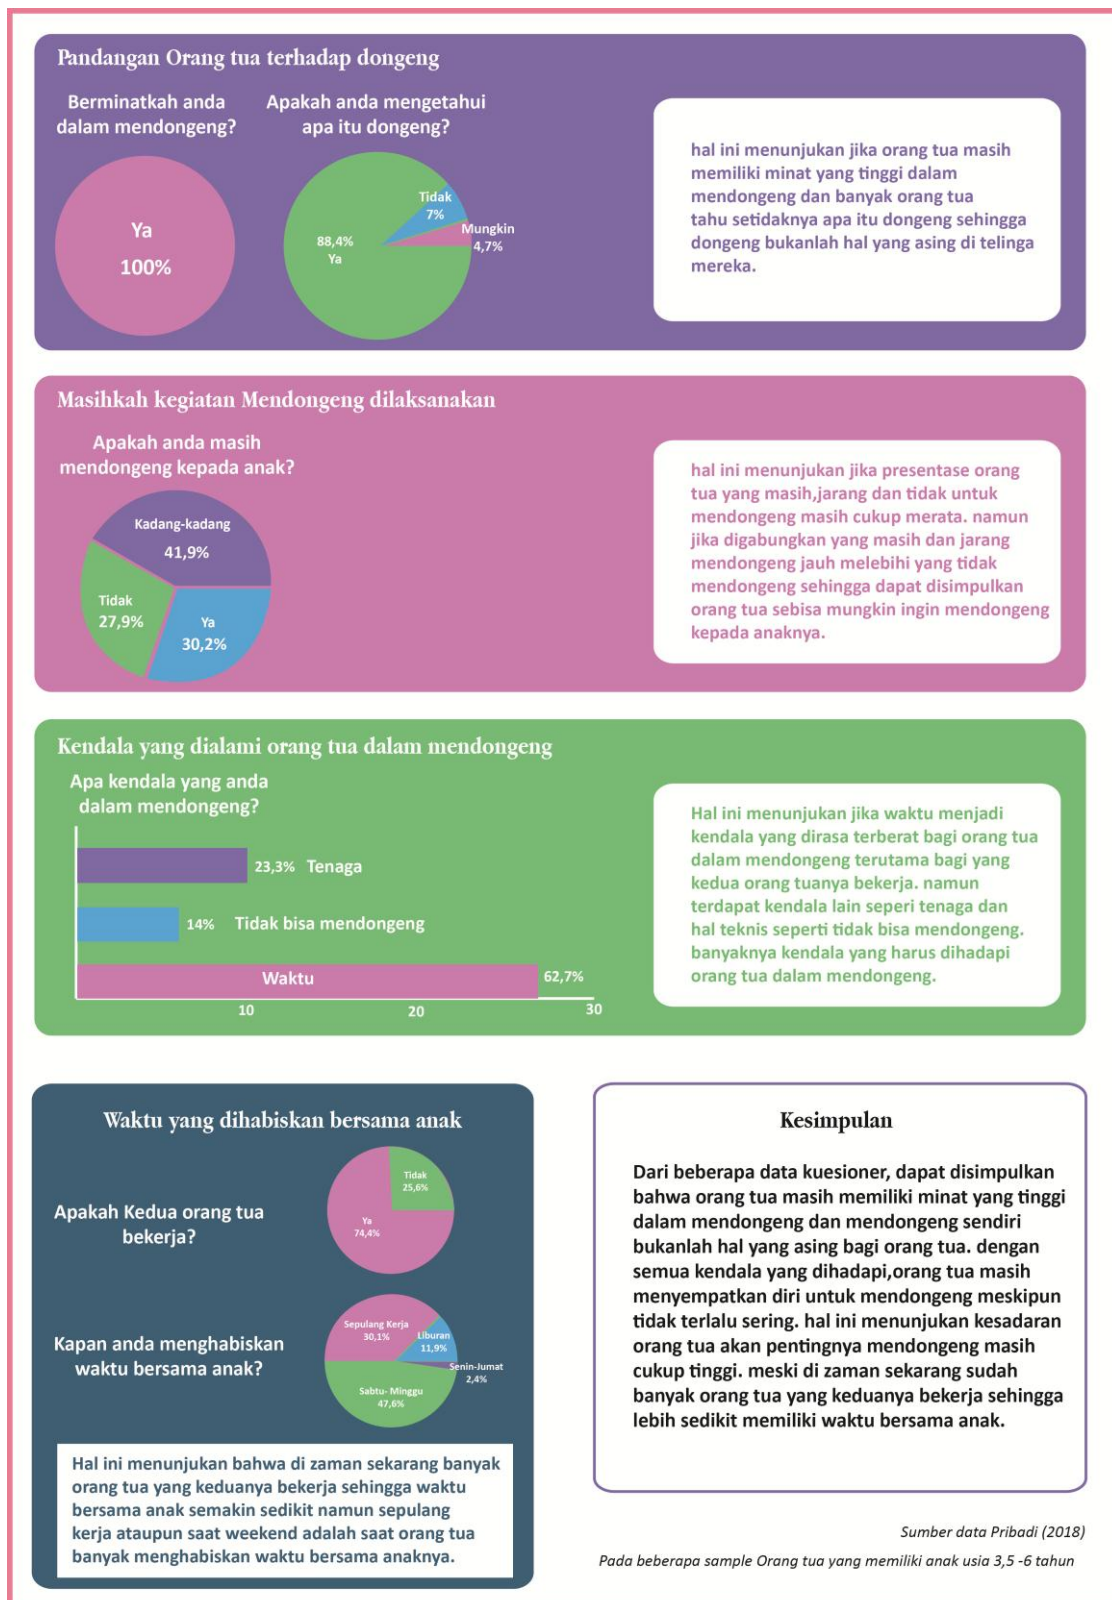 Pandangan Orang tua terhadap dongeng
Berminatkah anda
dalam mendongeng?
Ya
100%
Apakah anda mengetahui
apa itu dongeng?
Tidak
7%
Mungkin
4,7%
88,4%
Ya
hal ini menunjukan jika orang tua masih
memiliki minat yang tinggi dalam
mendongeng dan banyak orang tua
tahu setidaknya apa itu dongeng sehingga
dongeng bukanlah hal yang asing di telinga
mereka.
Masihkah kegiatan Mendongeng dilaksanakan
Apakah anda masih
mendongeng kepada anak?
Kadang-kadang
41,9%
Tidak
27,9%
Ya
30,2%
hal ini menunjukan jika presentase orang
tua yang masih,jarang dan tidak untuk
mendongeng masih cukup merata. namun
jika digabungkan yang masih dan jarang
mendongeng jauh melebihi yang tidak
mendongeng sehingga dapat disimpulkan
orang tua sebisa mungkin ingin mendongeng
kepada anaknya.
Kendala yang dialami orang tua dalam mendongeng
Apa kendala yang anda
dalam mendongeng?
23,3% Tenaga
14% Tidak bisa mendongeng
Waktu 62,7%
10 20 30
Hal ini menunjukan jika waktu menjadi
kendala yang dirasa terberat bagi orang tua
dalam mendongeng terutama bagi yang
kedua orang tuanya bekerja. namun
terdapat kendala lain seperi tenaga dan
hal teknis seperti tidak bisa mendongeng.
banyaknya kendala yang harus dihadapi
orang tua dalam mendongeng.
Waktu yang dihabiskan bersama anak
Apakah Kedua orang tua
bekerja?
Tidak
25,6%
Ya
74,4%
Kapan anda menghabiskan
waktu bersama anak?
Sepulang Kerja
30,1%
Liburan
11,9%
Senin-Jumat
2,4%
Sabtu- Minggu
47,6%
Hal ini menunjukan bahwa di zaman sekarang banyak
orang tua yang keduanya bekerja sehingga waktu
bersama anak semakin sedikit namun sepulang
kerja ataupun saat weekend adalah saat orang tua
banyak menghabiskan waktu bersama anaknya.
Kesimpulan
Dari beberapa data kuesioner, dapat disimpulkan
bahwa orang tua masih memiliki minat yang tinggi
dalam mendongeng dan mendongeng sendiri
bukanlah hal yang asing bagi orang tua. dengan
semua kendala yang dihadapi,orang tua masih
menyempatkan diri untuk mendongeng meskipun
tidak terlalu sering. hal ini menunjukan kesadaran
orang tua akan pentingnya mendongeng masih
cukup tinggi. meski di zaman sekarang sudah
banyak orang tua yang keduanya bekerja sehingga
lebih sedikit memiliki waktu bersama anak.
Sumber data Pribadi (2018)
Pada beberapa sample Orang tua yang memiliki anak usia 3,5 -6 tahun